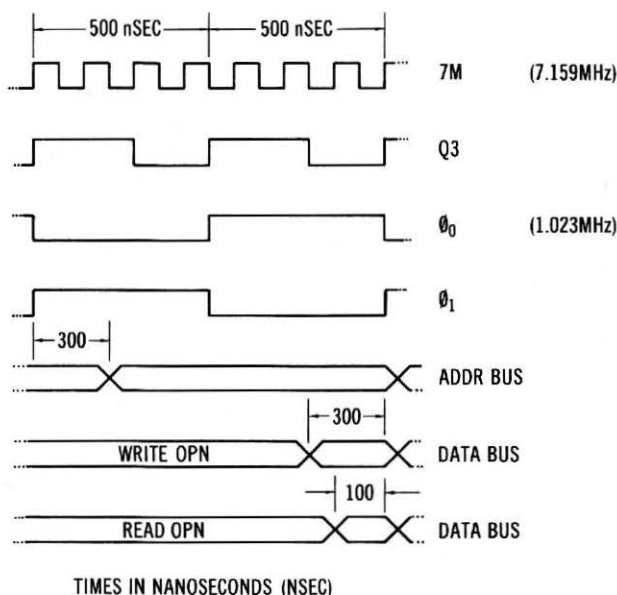 500 nSEC 500 nSEC
7M (7.159MHz)
Q3
Ø0 (1.023MHz)
Ø1
300
ADDR BUS
300
WRITE OPN DATA BUS
100
READ OPN DATA BUS
TIMES IN NANOSECONDS (NSEC)